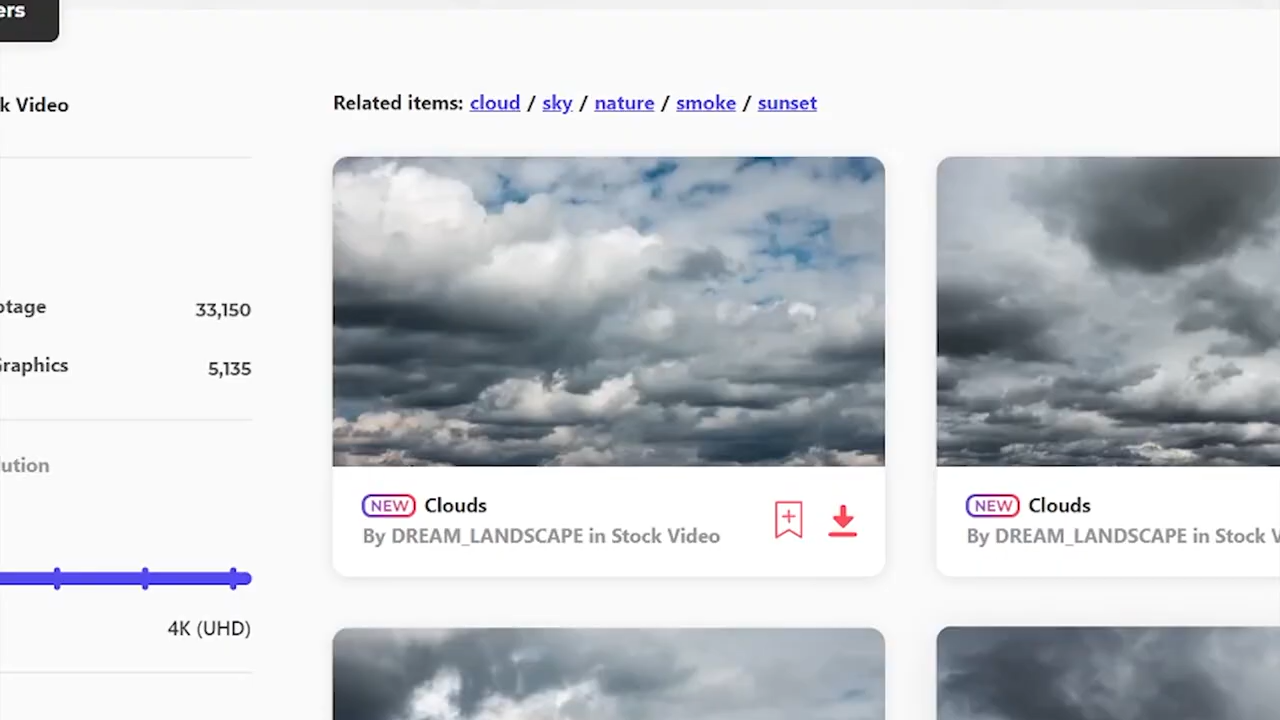 ers
k Video
Related items: cloud / sky / nature / smoke / sunset
otage 33,150
Graphics 5,135
lution
4K (UHD)
NEW Clouds
By DREAM_LANDSCAPE in Stock Video
NEW Clouds
By DREAM_LANDSCAPE in Stock V